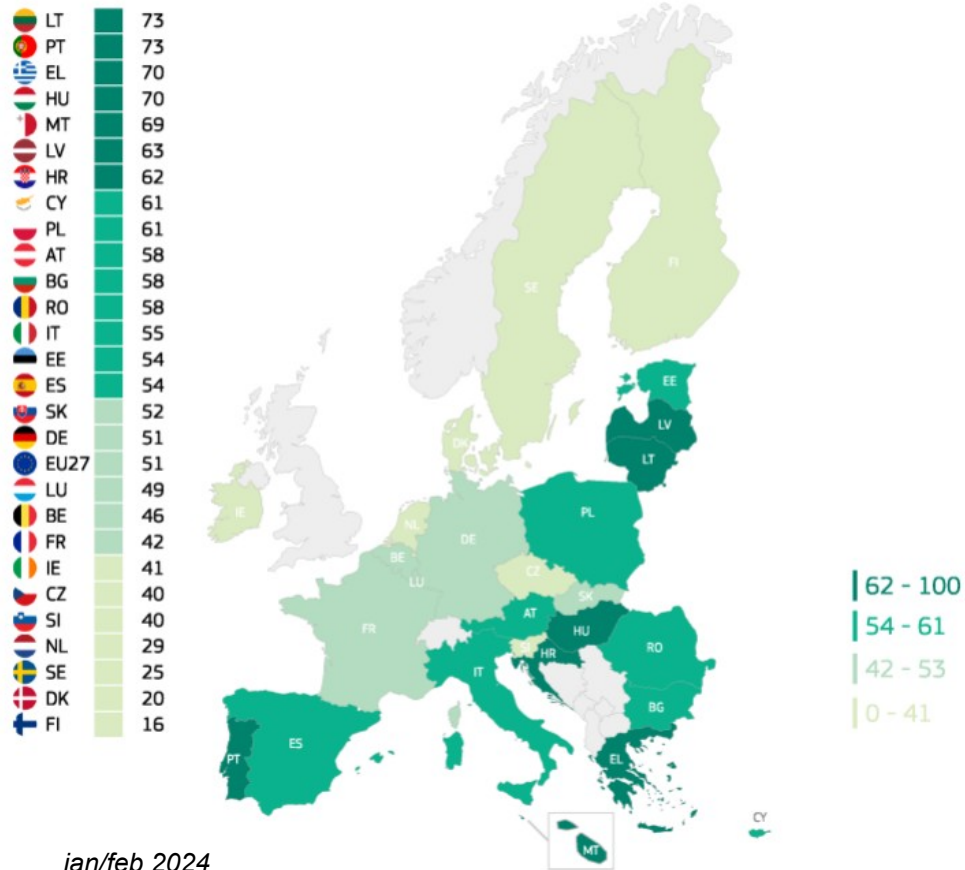 LT 73
PT 73
EL 70
HU 70
MT 69
LV 63
HR 62
CY 61
PL 61
AT 58
BG 58
RO 58
IT 55
EE 54
ES 54
SK 52
DE 51
EU27 51
LU 49
BE 46
FR 42
IE 41
CZ 40
SI 40
NL 29
SE 25
DK 20
FI 16
FI
SE
EE
LV
DK
LT
IE
PL
NL
DE
BE
CZ
LU
SK
AT
FR
HU
RO
SI
HR
IT
BG
ES
PT
EL
CY
MT
62 - 100
54 - 61
42 - 53
0 - 41
jan/feb 2024